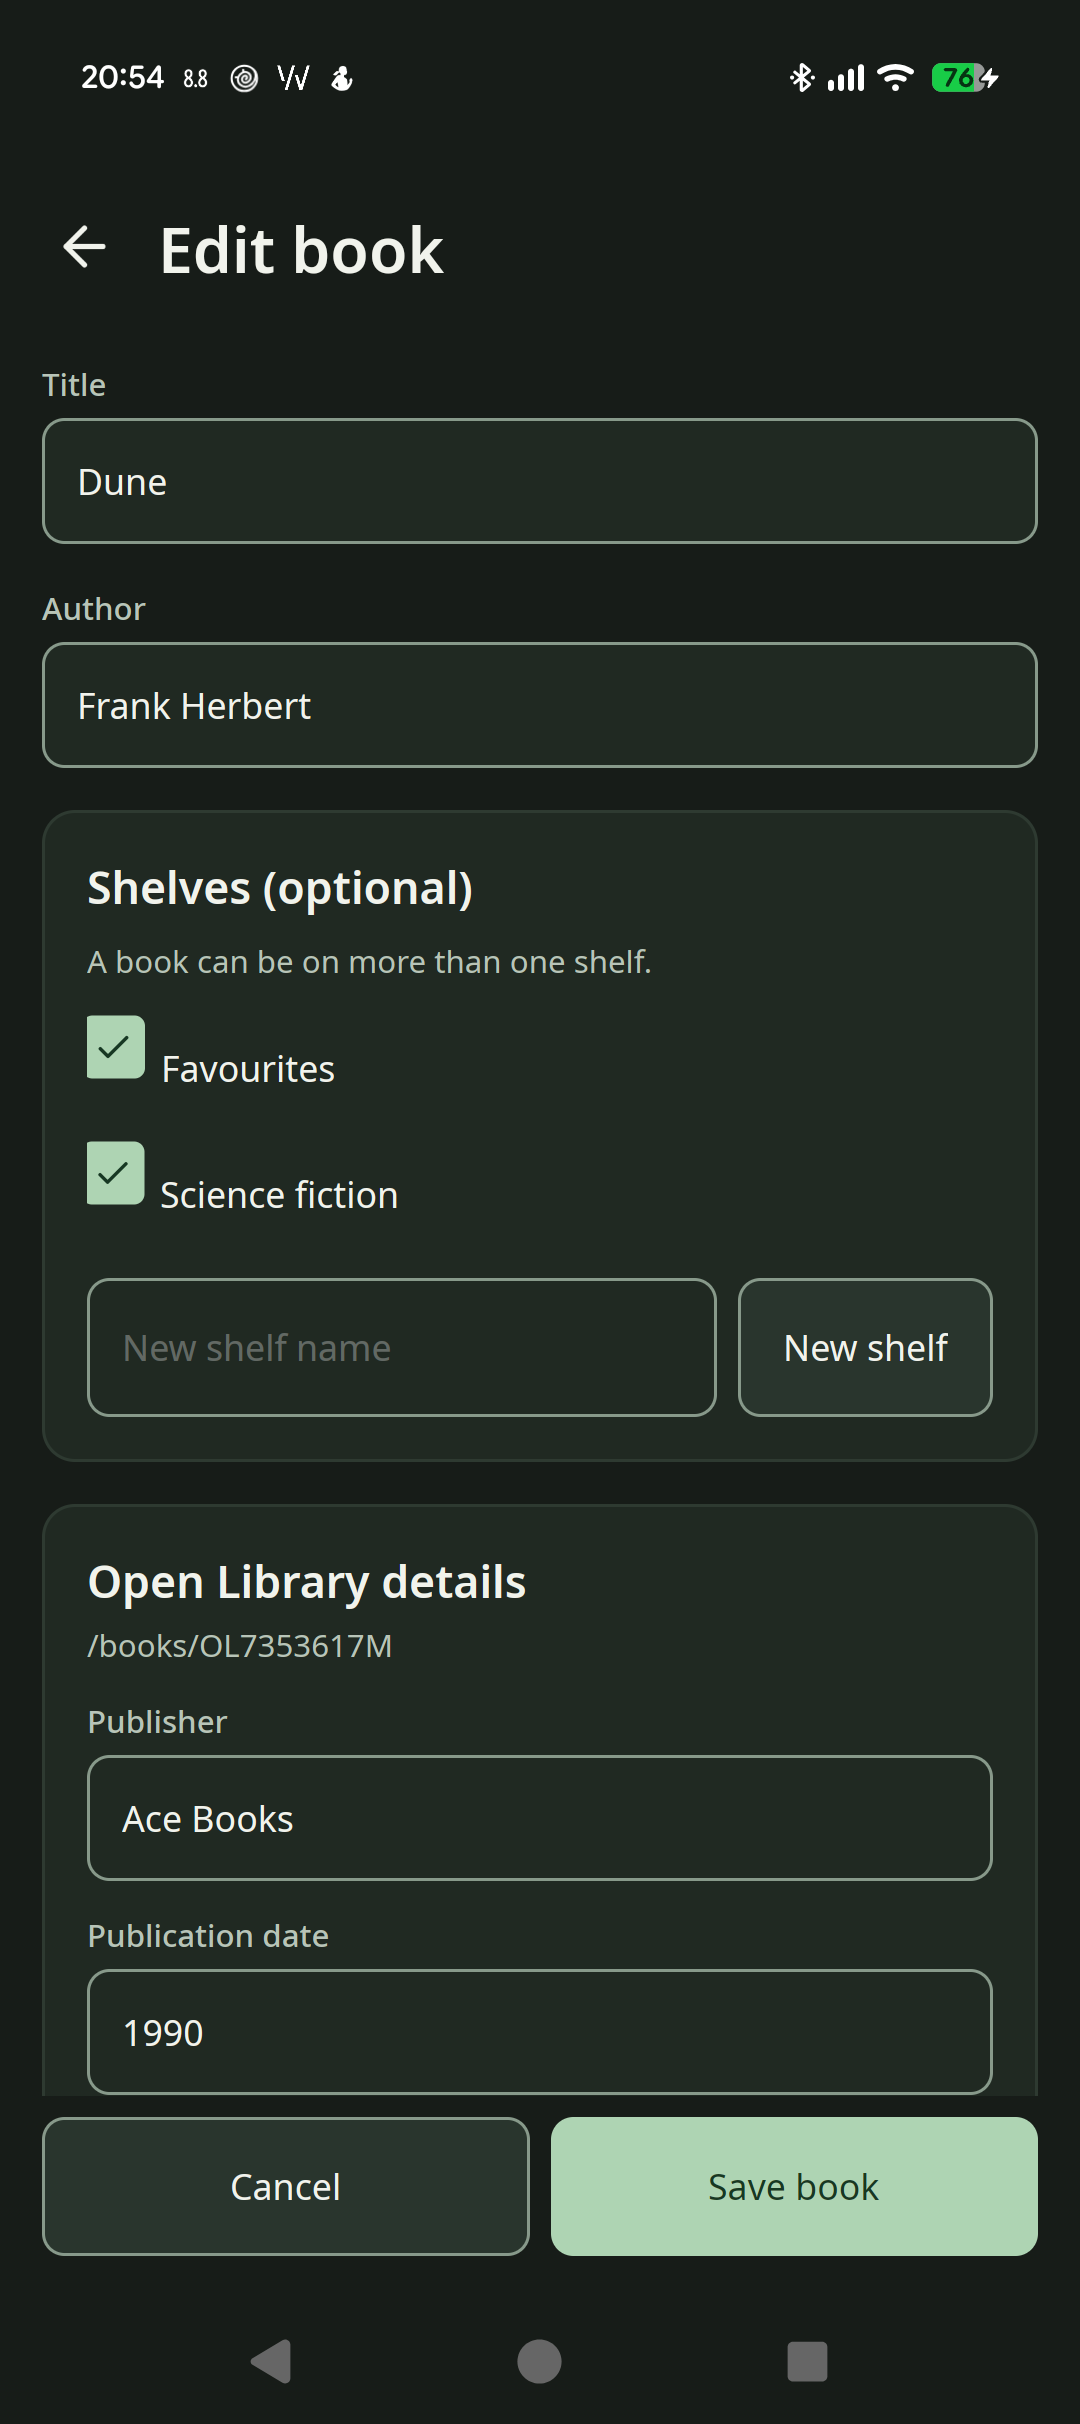 20:54 8.8 76
Edit book
Title
Dune
Author
Frank Herbert
Shelves (optional)
A book can be on more than one shelf.
Favourites
Science fiction
New shelf name New shelf
Open Library details
/books/OL7353617M
Publisher
Ace Books
Publication date
1990
Cancel Save book